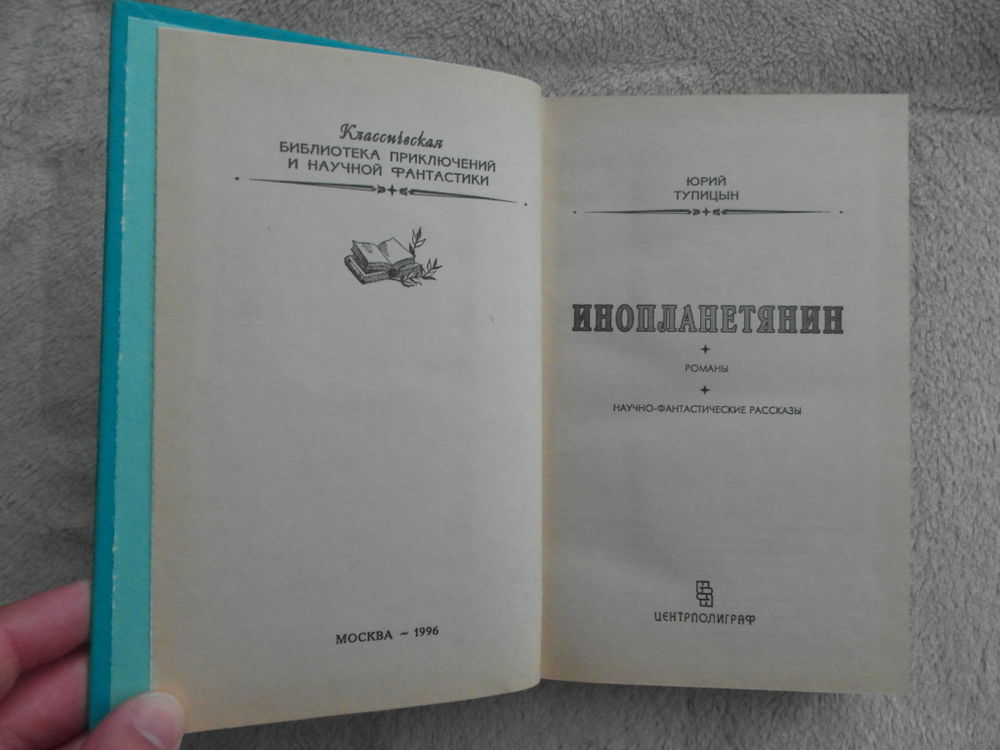 Классическая
БИБЛИОТЕКА ПРИКЛЮЧЕНИЙ
И НАУЧНОЙ ФАНТАСТИКИ
МОСКВА ~ 1996
ЮРИЙ
ТУПИЦЫН
ИНОПЛАНЕТЯНИН
РОМАНЫ
НАУЧНО-ФАНТАСТИЧЕСКИЕ РАССКАЗЫ
ЦЕНТРПОЛИГРАФ